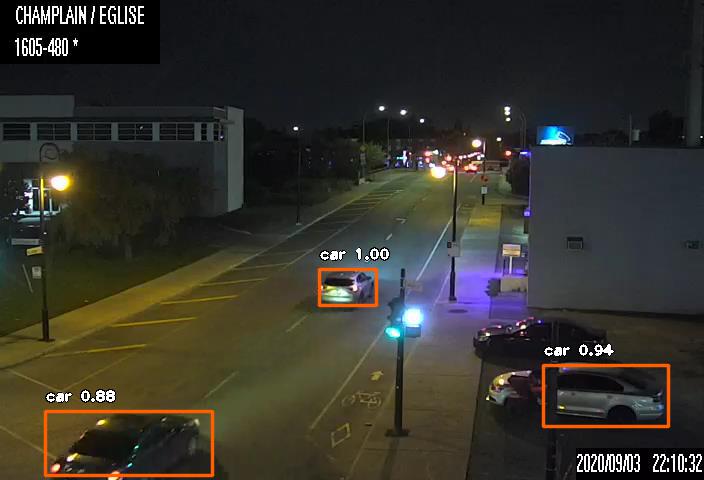 CHAMPLAIN / EGLISE
1605-480 *
car 1.00
car 0.94
car 0.88
2020/09/03 22:10:32